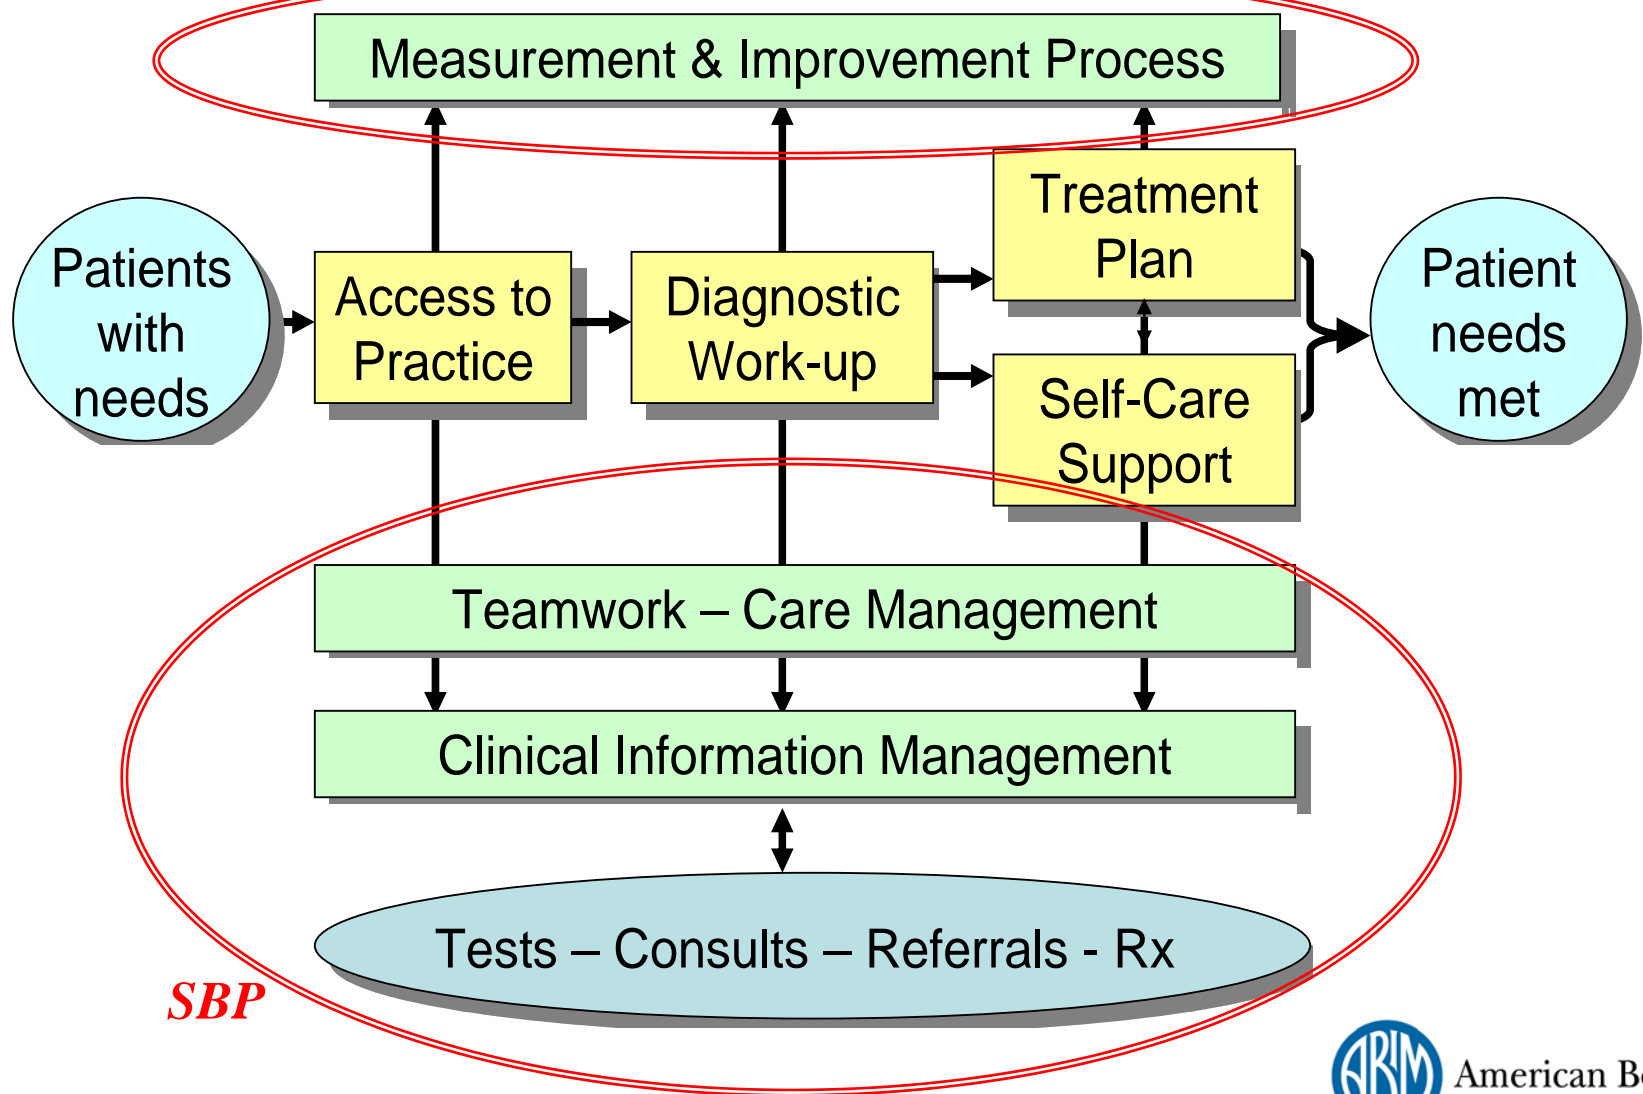 Measurement & Improvement Process
Patients
with
needs
Access to
Practice
Diagnostic
Work-up
Treatment
Plan
Self-Care
Support
Patient
needs
met
Teamwork – Care Management
Clinical Information Management
Tests – Consults – Referrals - Rx
SBP
ABIM
American